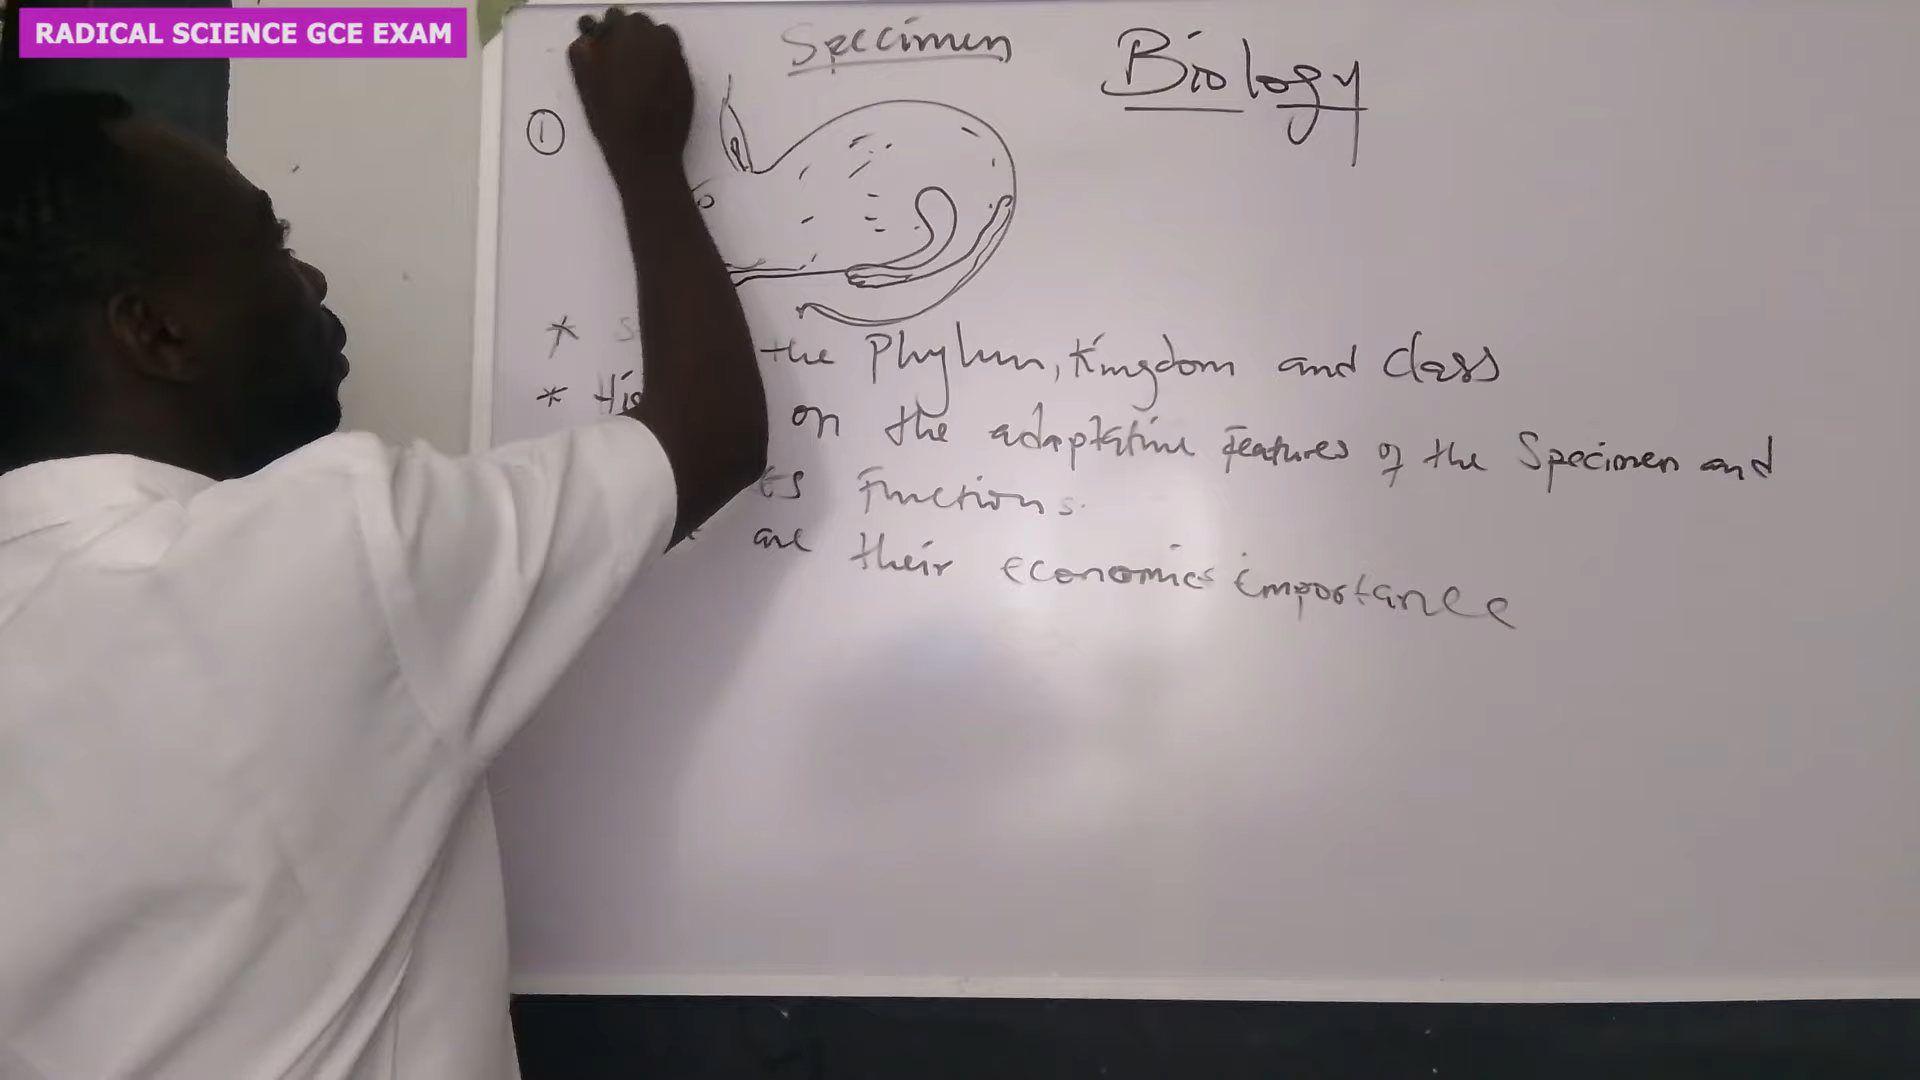 RADICAL SCIENCE GCE EXAM
Specimen
Biology
①
* the Phylum, Kingdom and Class
* on the adaptative features of the Specimen and
functions.
are their economics importance